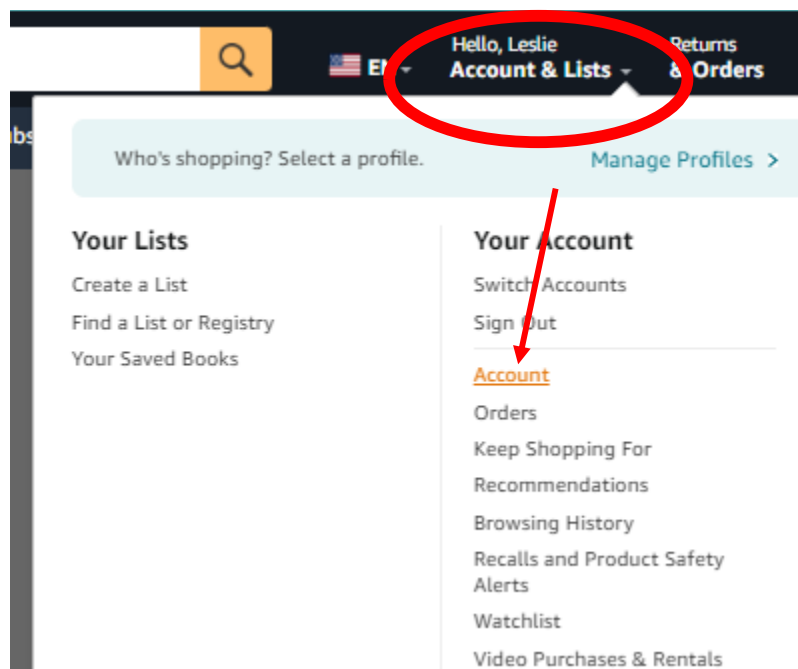 Hello, Leslie
Returns
EN
Account & Lists
& Orders
Who's shopping? Select a profile.
Manage Profiles >
Your Lists
Create a List
Find a List or Registry
Your Saved Books
Your Account
Switch Accounts
Sign Out
Account
Orders
Keep Shopping For
Recommendations
Browsing History
Recalls and Product Safety
Alerts
Watchlist
Video Purchases & Rentals